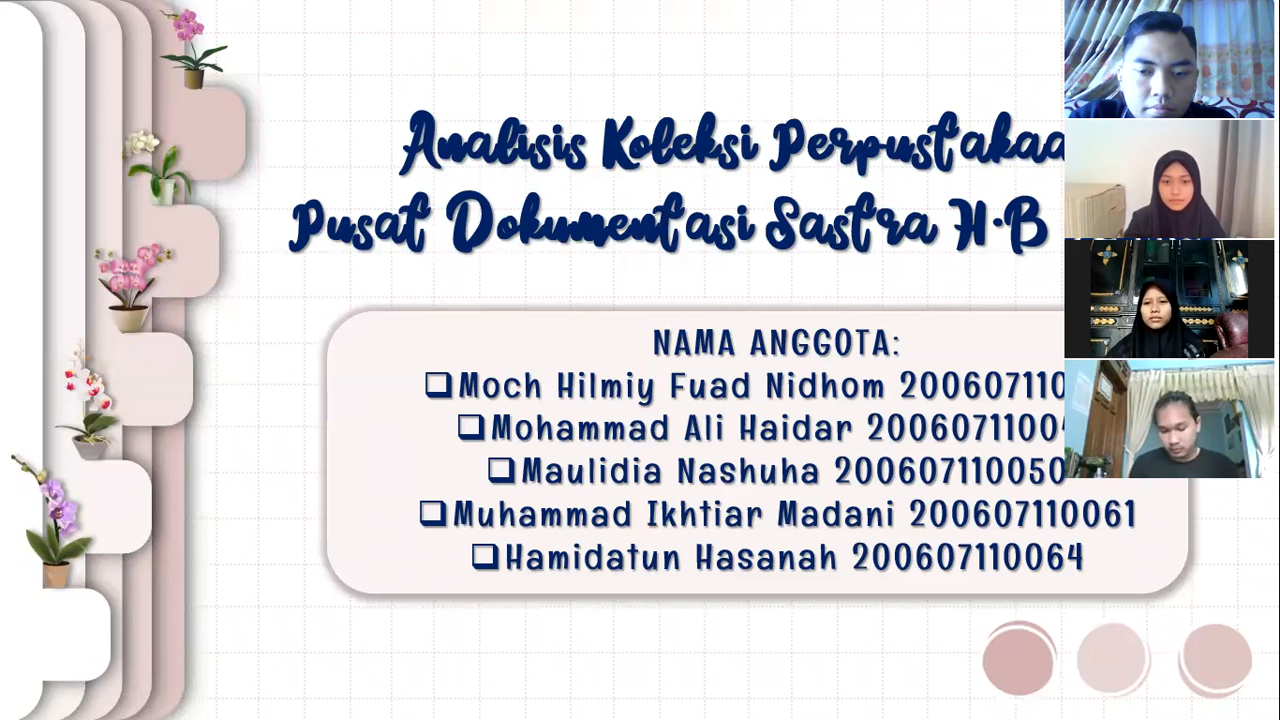 Analisis Koleksi
Pusat Dokumentasi Sastra H.B
NAMA ANGGOTA:
❑Moch Hilmiy Fuad Nidhom
❑Mohammad Ali Haidar
❑Maulidia Nashuha 200607110050
❑Muhammad Ikhtiar Madani 200607110061
❑Hamidatun Hasanah 200607110064